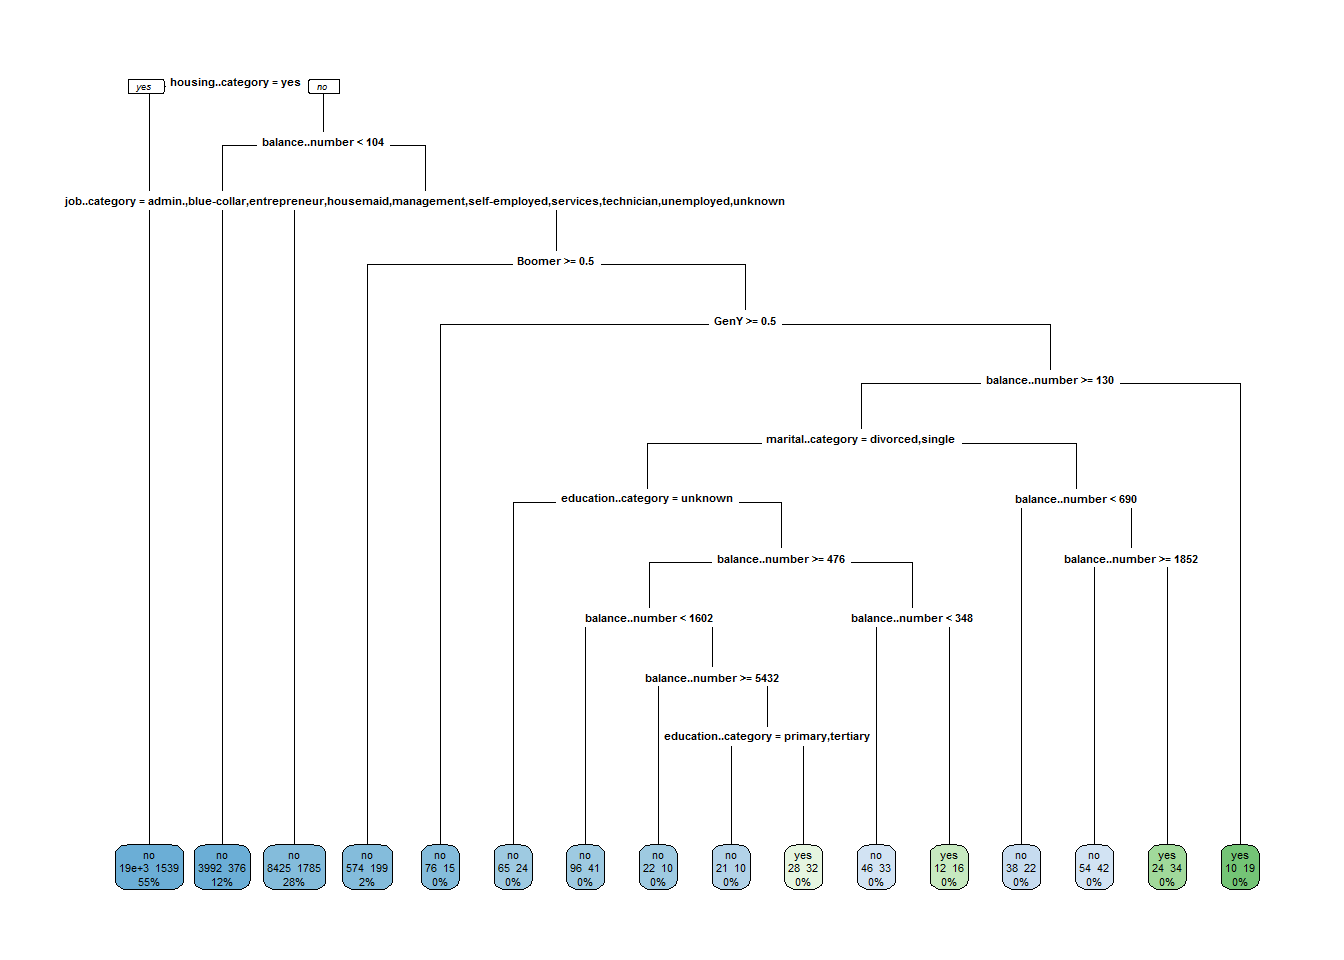 yes housing..category = yes no
balance..number < 104
job..category = admin.,blue-collar,entrepreneur,housemaid,management,self-employed,services,technician,unemployed,unknown
Boomer >= 0.5
GenY >= 0.5
balance..number >= 130
marital..category = divorced,single
education..category = unknown
balance..number < 690
balance..number >= 476
balance..number >= 1852
balance..number < 1602
balance..number < 348
balance..number >= 5432
education..category = primary,tertiary
no
19e+3 1539
55%
no
3992 376
12%
no
8425 1785
28%
no
574 199
2%
no
76 15
0%
no
65 24
0%
no
96 41
0%
no
22 10
0%
no
21 10
0%
yes
28 32
0%
no
46 33
0%
yes
12 16
0%
no
38 22
0%
no
54 42
0%
yes
24 34
0%
yes
10 19
0%